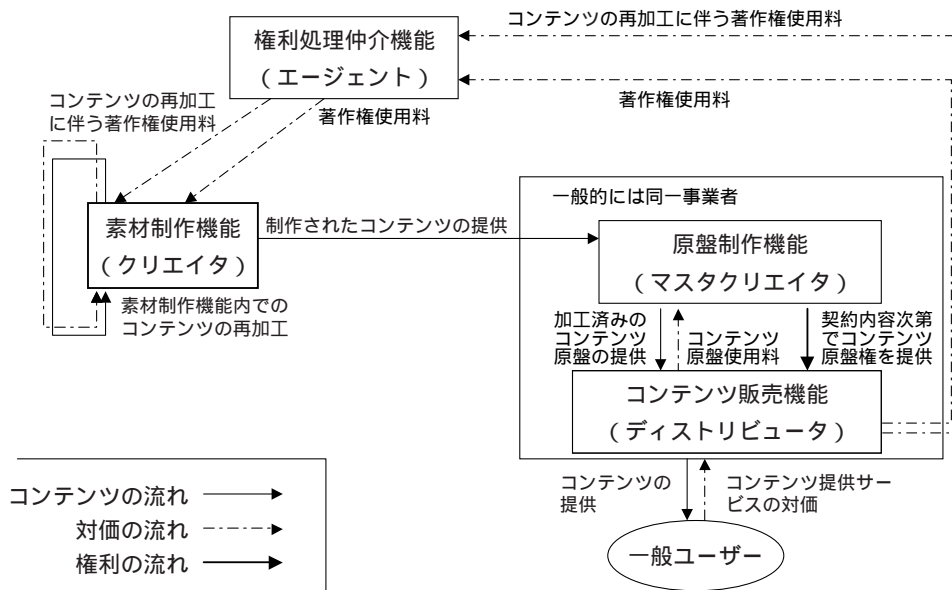 コンテンツの再加工に伴う著作権使用料
権利処理仲介機能
（エージェント）
著作権使用料
コンテンツの再加工
に伴う著作権使用料
著作権使用料
一般的には同一事業者
素材制作機能
（クリエイタ）
制作されたコンテンツの提供
原盤制作機能
（マスタクリエイタ）
素材制作機能内での
コンテンツの再加工
加工済みの
コンテンツ
原盤の提供
コンテンツ
原盤使用料
契約内容次第
でコンテンツ
原盤権を提供
コンテンツ販売機能
（ディストリビュータ）
コンテンツの
提供
コンテンツ提供サー
ビスの対価
一般ユーザー
コンテンツの流れ
対価の流れ
権利の流れ